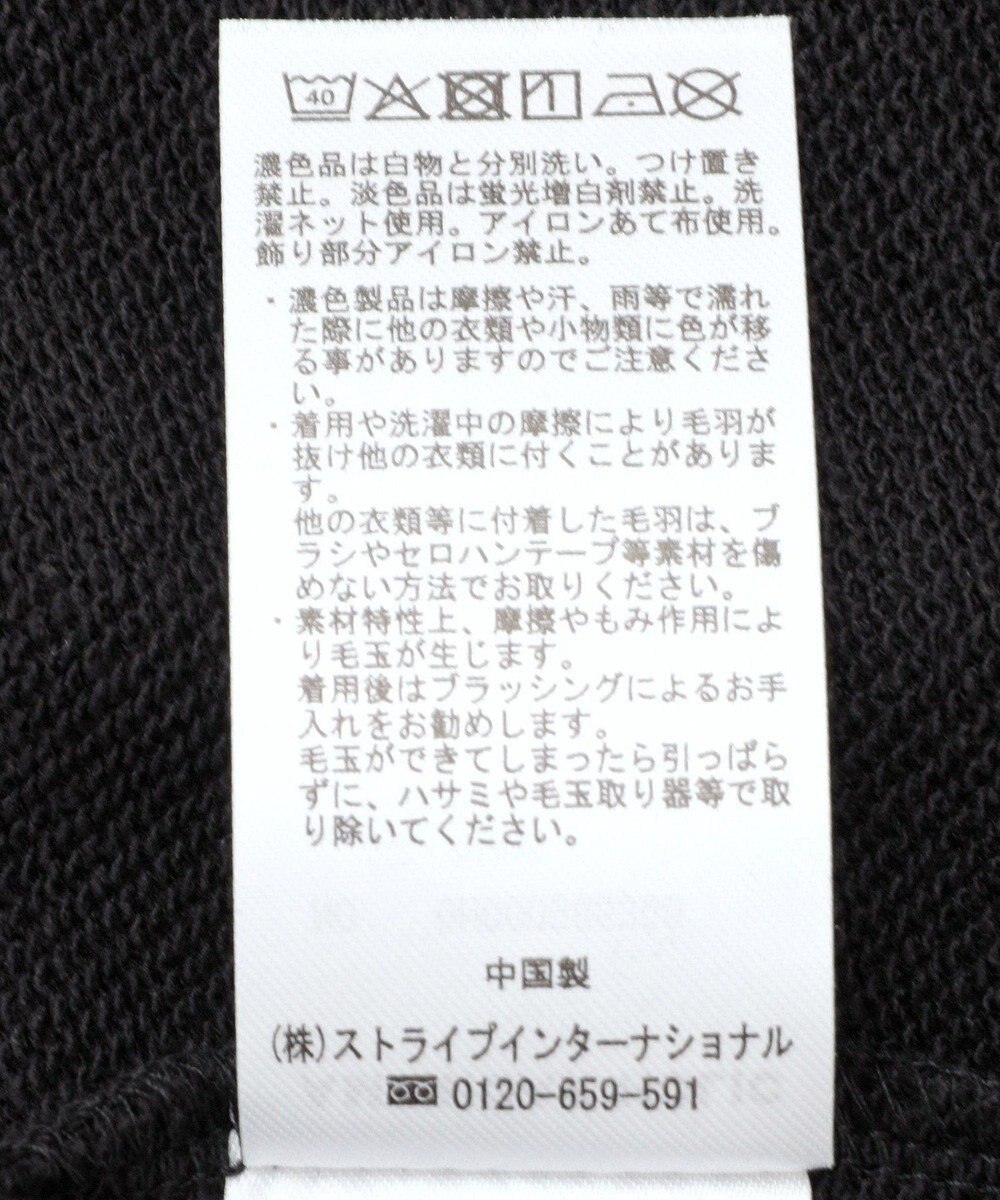 40
濃色品は白物と分別洗い。つけ置き
禁止。淡色品は蛍光増白剤禁止。洗
濯ネット使用。アイロンあて布使用。
飾り部分アイロン禁止。
・濃色製品は摩擦や汗、雨等で濡れ
た際に他の衣類や小物類に色が移
る事がありますのでご注意くださ
い。
・着用や洗濯中の摩擦により毛羽が
抜け他の衣類に付くことがありま
す。
他の衣類等に付着した毛羽は、ブ
ラシやセロハンテープ等素材を傷
めない方法でお取りください。
・素材特性上、摩擦やもみ作用によ
り毛玉が生じます。
着用後はブラッシングによるお手
入れをお勧めします。
毛玉ができてしまったら引っぱら
ずに、ハサミや毛玉取り器等で取
り除いてください。
中国製
(株)ストライプインターナショナル
0120-659-591